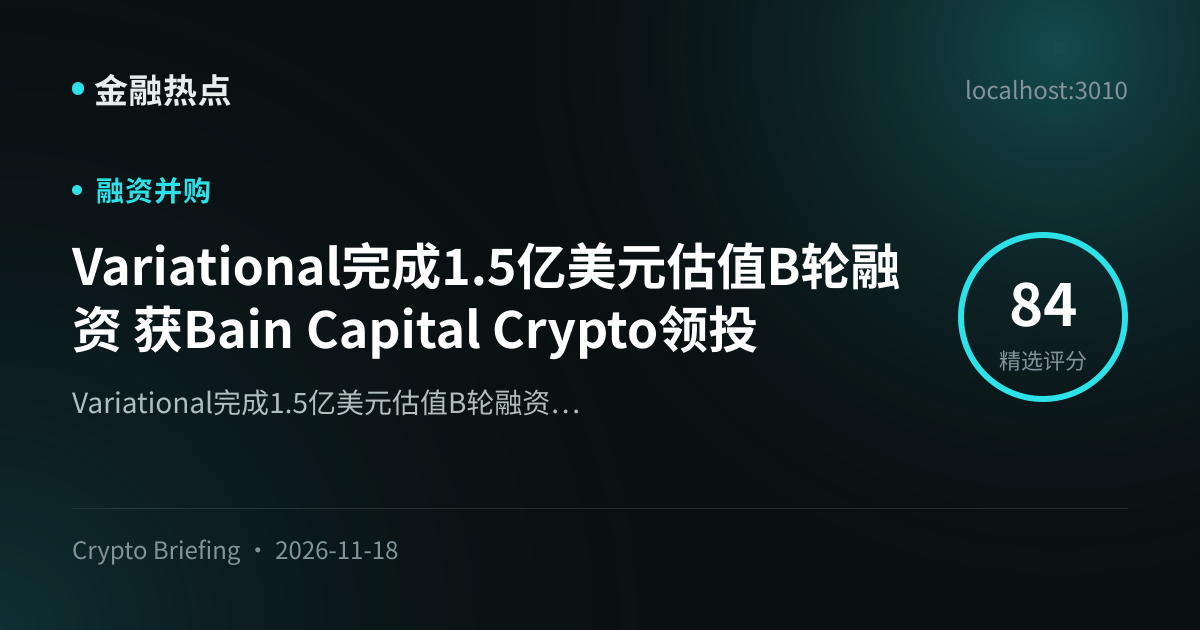 金融热点
localhost:3010
融资并购
Variational完成1.5亿美元估值B轮融
资 获Bain Capital Crypto领投
84
精选评分
Variational完成1.5亿美元估值B轮融资…
Crypto Briefing · 2026-11-18